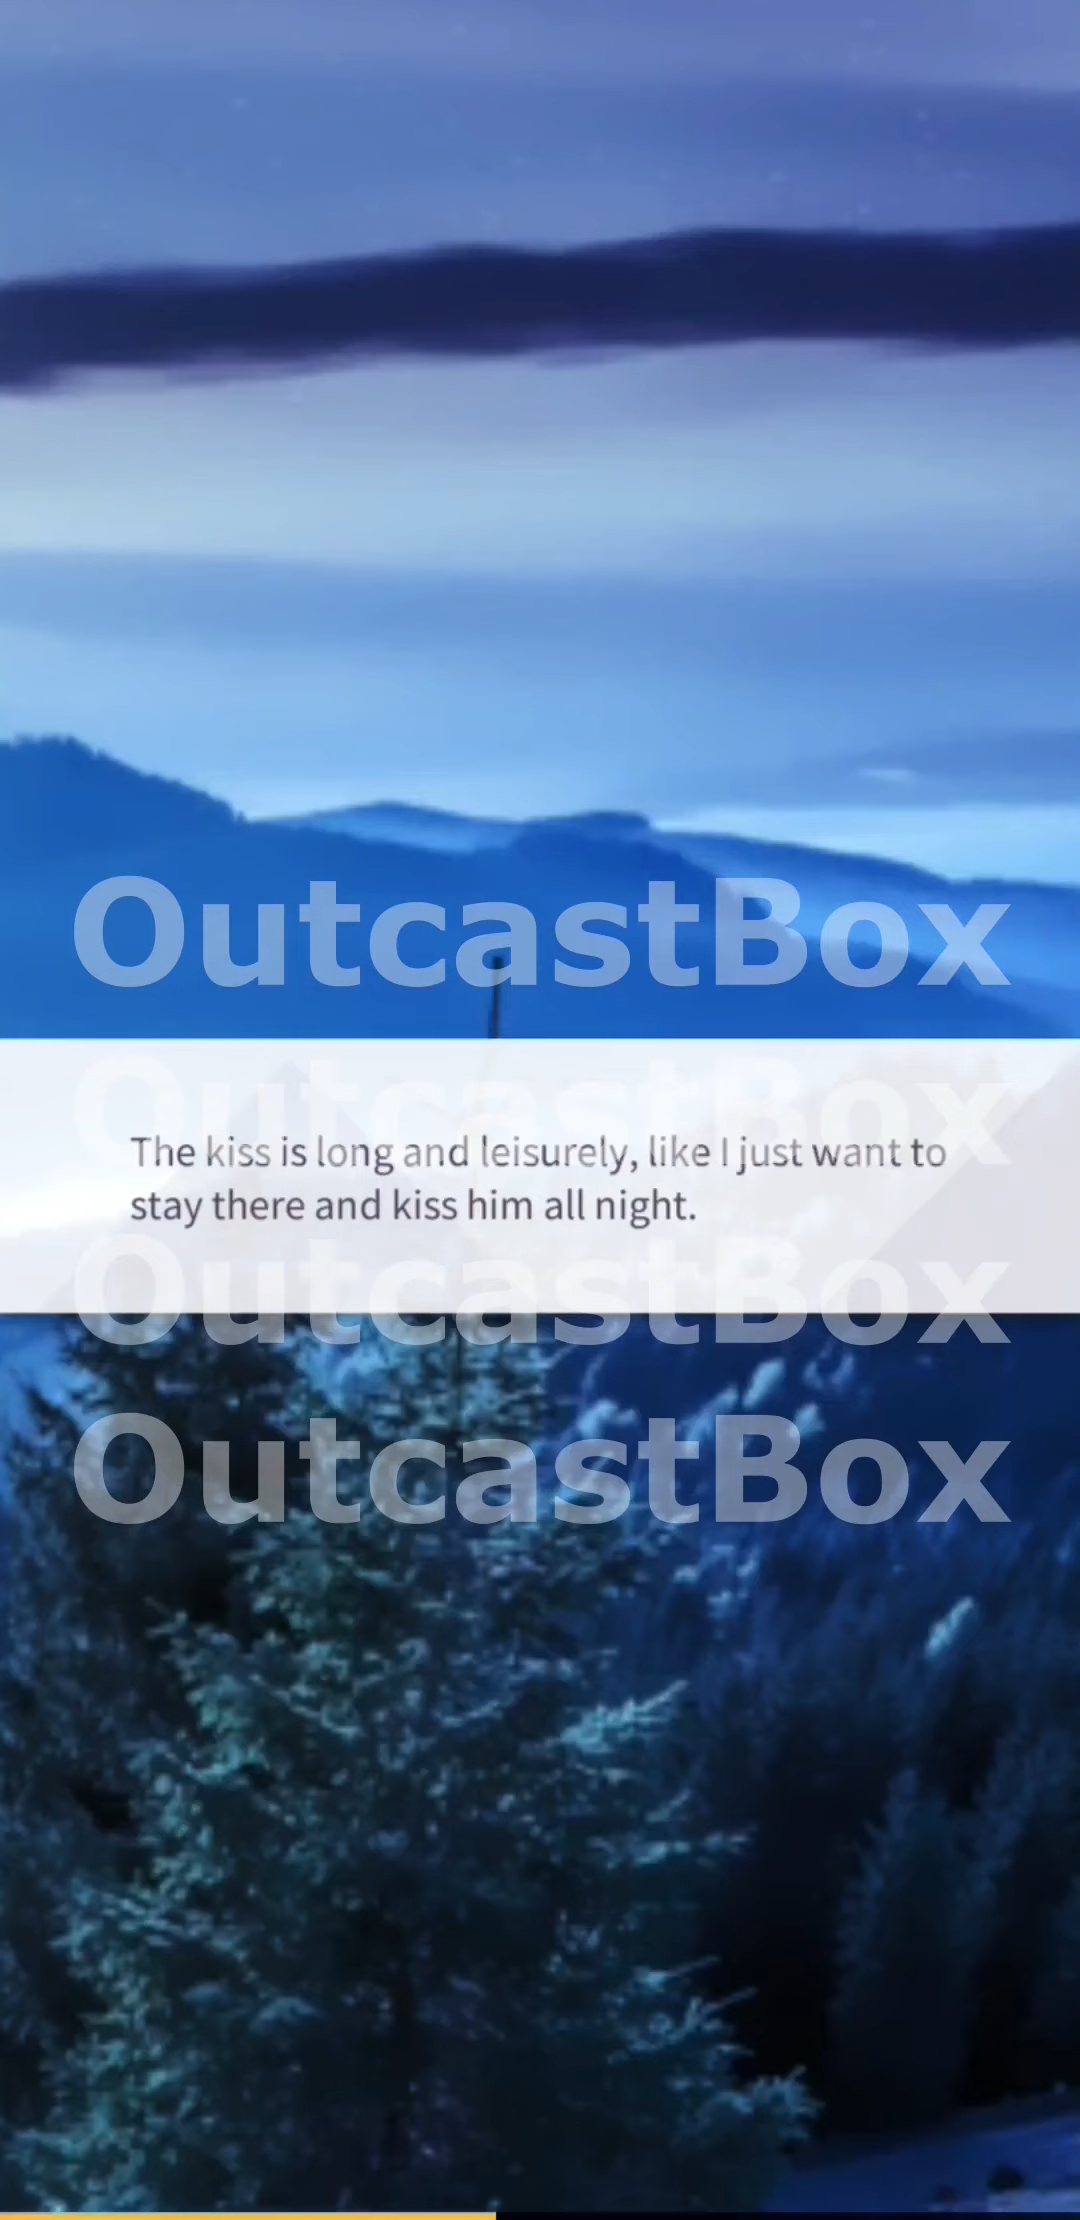 OutcastBox
OutcastBox
The kiss is long and leisurely, like I just want to
stay there and kiss him all night.
OutcastBox
OutcastBox